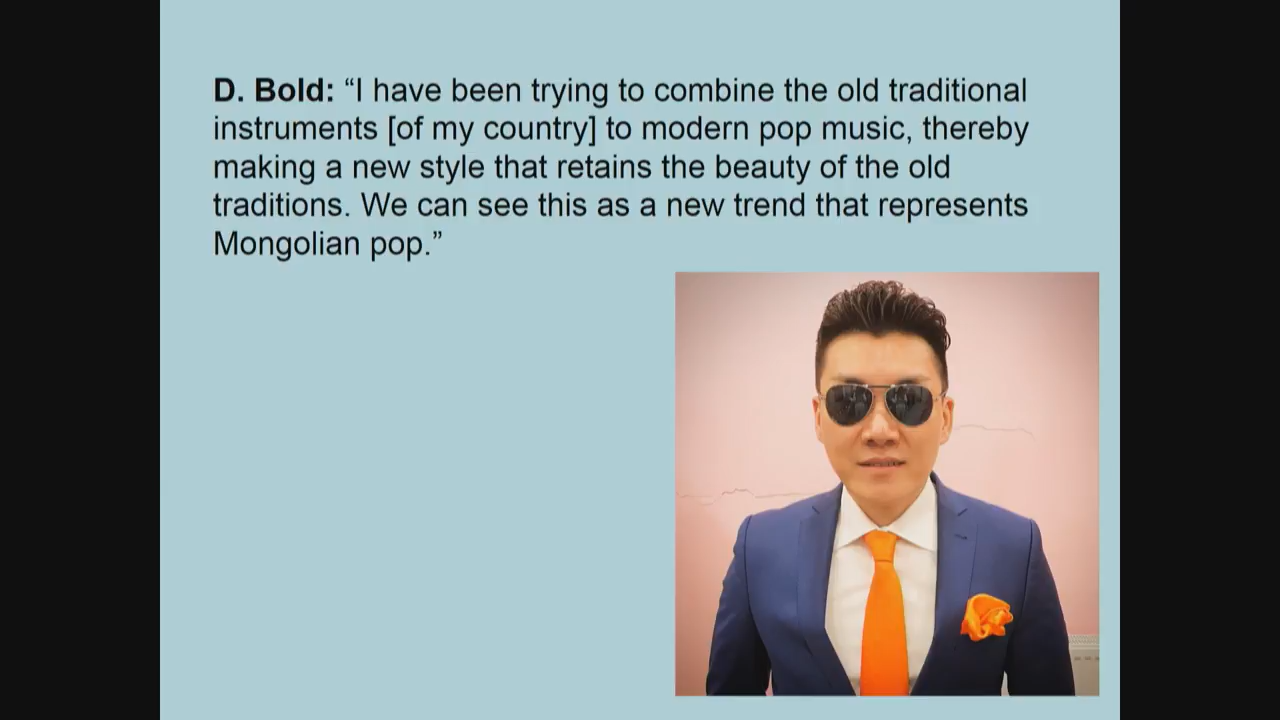 D. Bold: “I have been trying to combine the old traditional
instruments [of my country] to modern pop music, thereby
making a new style that retains the beauty of the old
traditions. We can see this as a new trend that represents
Mongolian pop.”